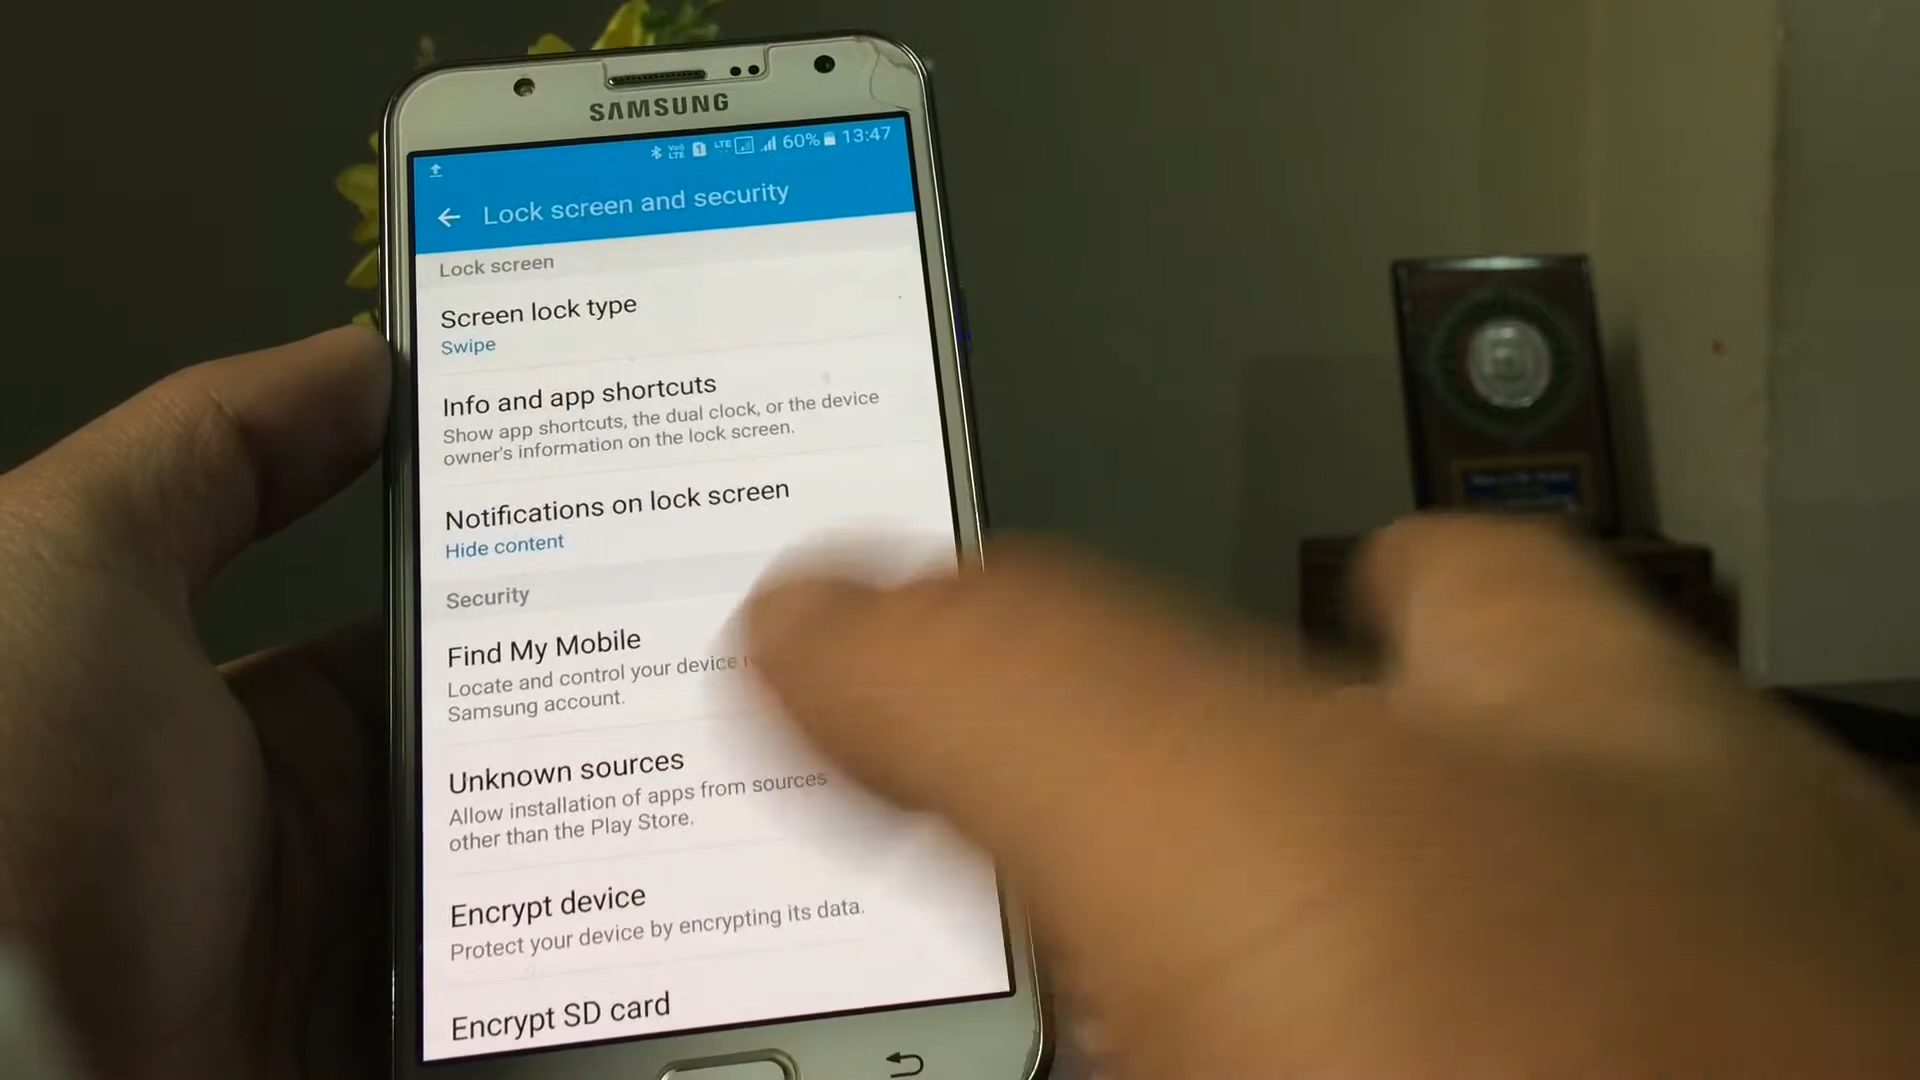 SAMSUNG
VoLTE 1 LTE 60% 13:47
Lock screen and security
Lock screen
Screen lock type
Swipe
Info and app shortcuts
Show app shortcuts, the dual clock, or the device
owner's information on the lock screen.
Notifications on lock screen
Hide content
Security
Find My Mobile
Locate and control your device
Samsung account.
Unknown sources
Allow installation of apps from sources
other than the Play Store.
Encrypt device
Protect your device by encrypting its data.
Encrypt SD card